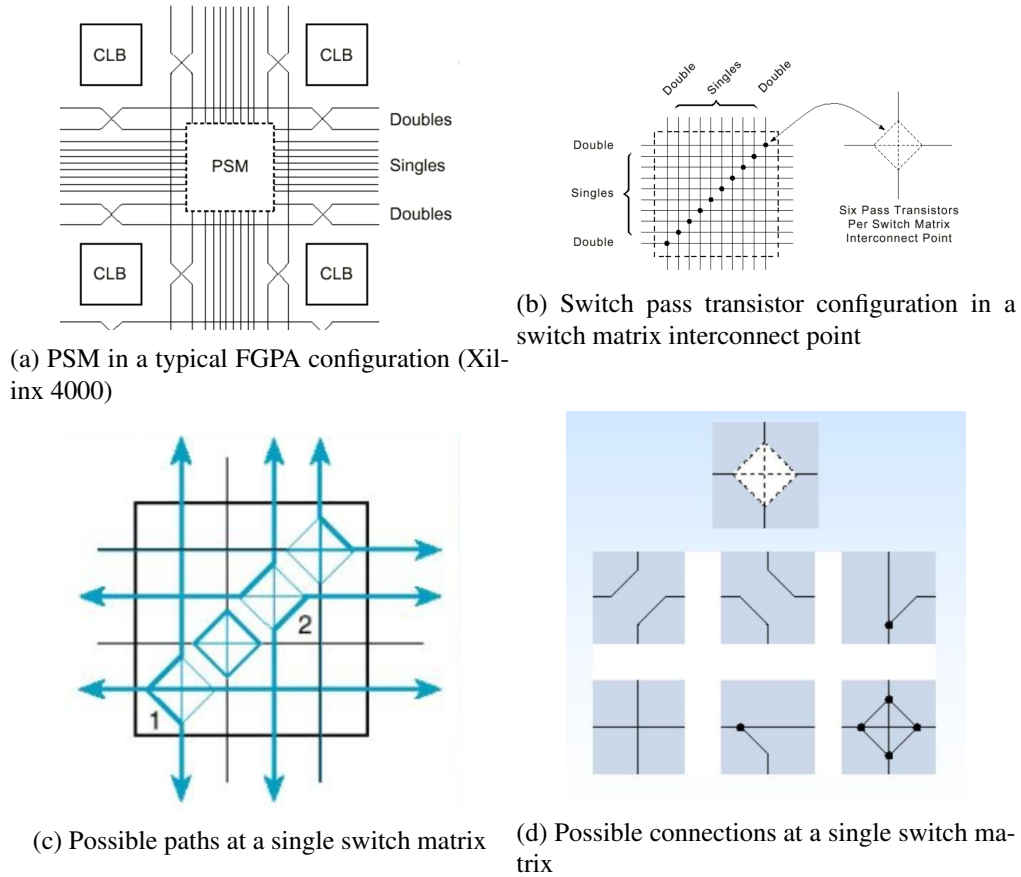 CLB
CLB
Doubles
PSM
Singles
Doubles
CLB
CLB
(a) PSM in a typical FGPA configuration (Xil-
inx 4000)
Double
Singles
Double
Double
Singles
Double
Six Pass Transistors
Per Switch Matrix
Interconnect Point
(b) Switch pass transistor configuration in a
switch matrix interconnect point
2
1
(c) Possible paths at a single switch matrix
(d) Possible connections at a single switch ma-
trix